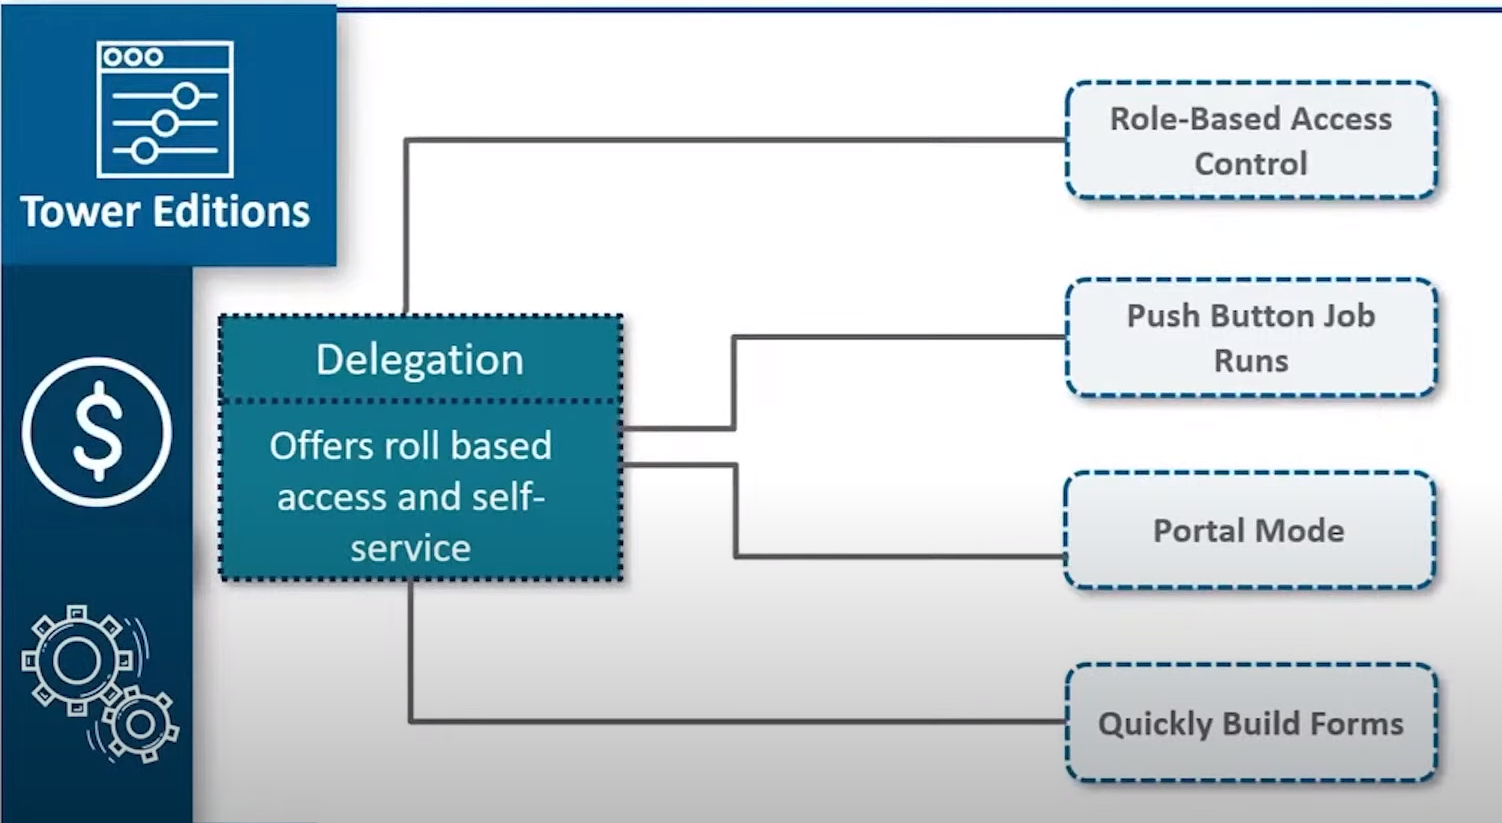 Tower Editions
Role-Based Access
Control
Push Button Job
Runs
Delegation
Offers roll based
access and self-
service
Portal Mode
Quickly Build Forms